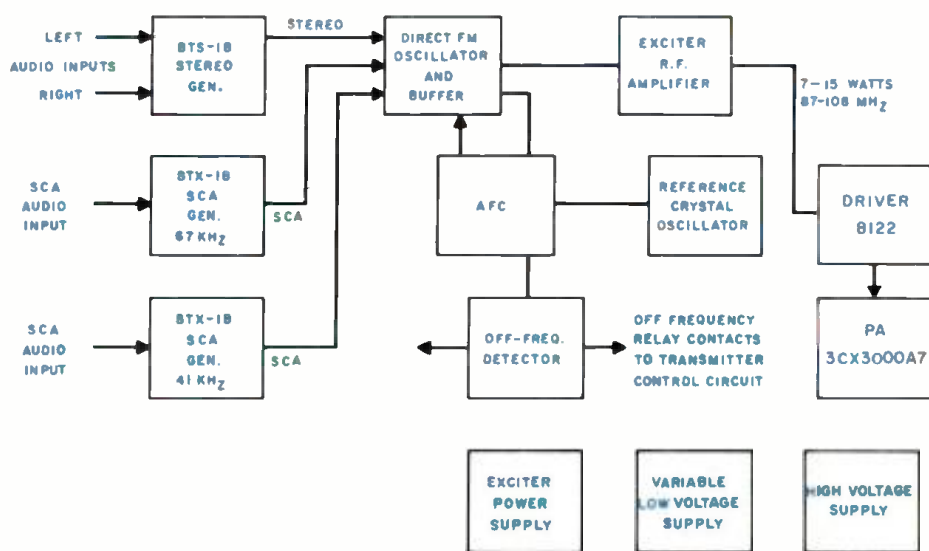 LEFT
AUDIO INPUTS
RIGHT
BTS-1B
STEREO
GEN.
STEREO
DIRECT FM
OSCILLATOR
AND
BUFFER
EXCITER
R.F.
AMPLIFIER
7-15 WATTS
87-108 MHZ
SCA
AUDIO
INPUT
BTX-1B
SCA
GEN.
67 KHZ
SCA
AFC
REFERENCE
CRYSTAL
OSCILLATOR
DRIVER
8122
SCA
AUDIO
INPUT
BTX-1B
SCA
GEN.
41 KHZ
SCA
OFF-FREQ.
DETECTOR
OFF FREQUENCY
RELAY CONTACTS
TO TRANSMITTER
CONTROL CIRCUIT
PA
3CX3000A7
EXCITER
POWER
SUPPLY
VARIABLE
LOW VOLTAGE
SUPPLY
HIGH VOLTAGE
SUPPLY